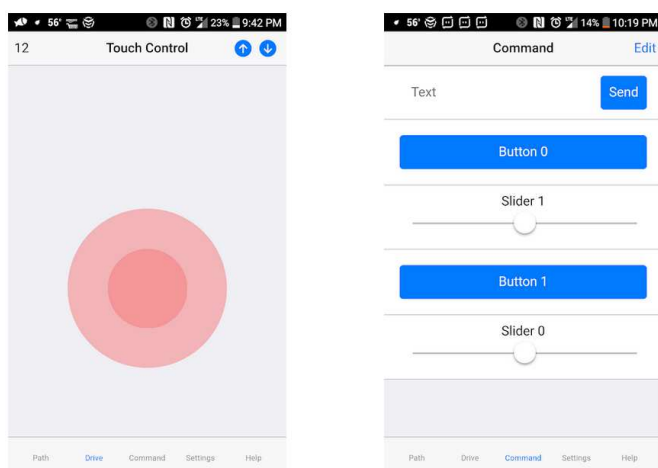 56° 23% 9:42 PM
12 Touch Control
Path Drive Command Settings Help
56° 14% 10:19 PM
Command Edit
Text Send
Button 0
Slider 1
Button 1
Slider 0
Path Drive Command Settings Help